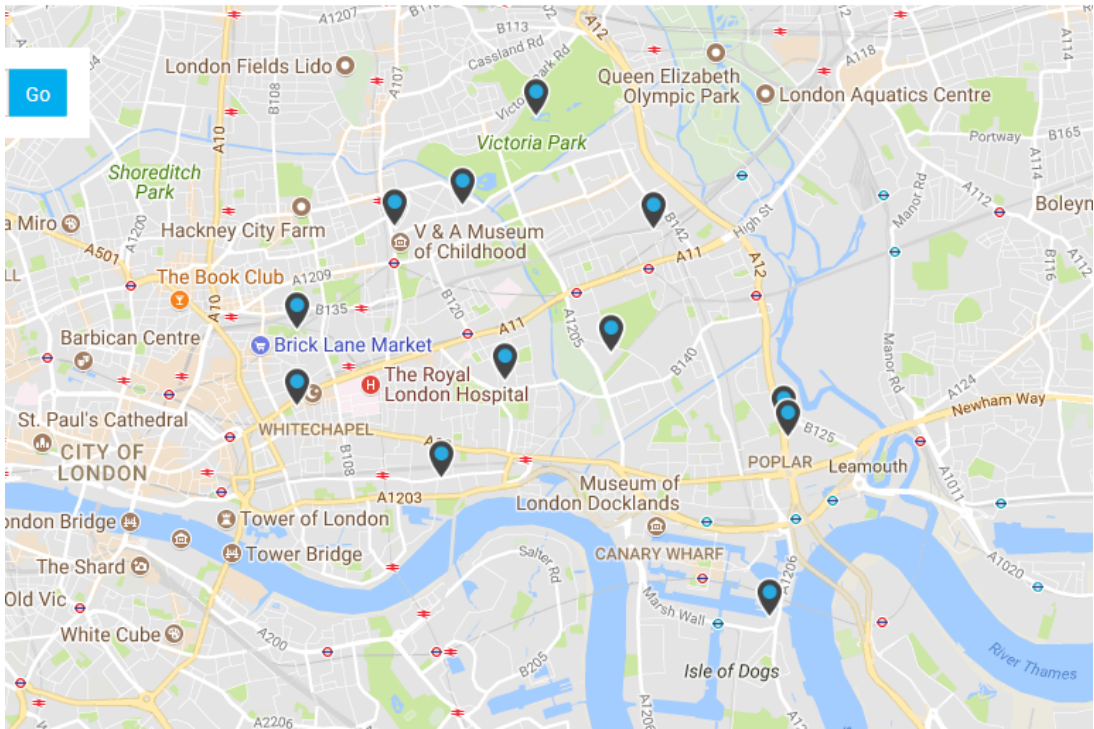 A1207
B113
A12
London Fields Lido
A107
Cassland Rd
Queen Elizabeth
Olympic Park
A118
A114
Go
B108
London Aquatics Centre
A10
Victoria Park
Portway
B165
A114
Shoreditch
Park
A112
Manor Rd
Boleyn
a Miro
A1200
Hackney City Farm
V & A Museum
of Childhood
B142
High St
A501
A11
A12
B116
A112
The Book Club
A1209
A10
B135
B120
A1205
Barbican Centre
Brick Lane Market
A11
B140
Manor Rd
The Royal
London Hospital
A124
Newham Way
St. Paul's Cathedral
WHITECHAPEL
B125
CITY OF
LONDON
B108
POPLAR
Leamouth
A1011
A1203
Museum of
London Docklands
Tower of London
ondon Bridge
Tower Bridge
CANARY WHARF
Salter Rd
A1206
A1020
The Shard
Old Vic
Marsh Wall
White Cube
A200
B205
Isle of Dogs
River Thames
A2206
A1206
A12